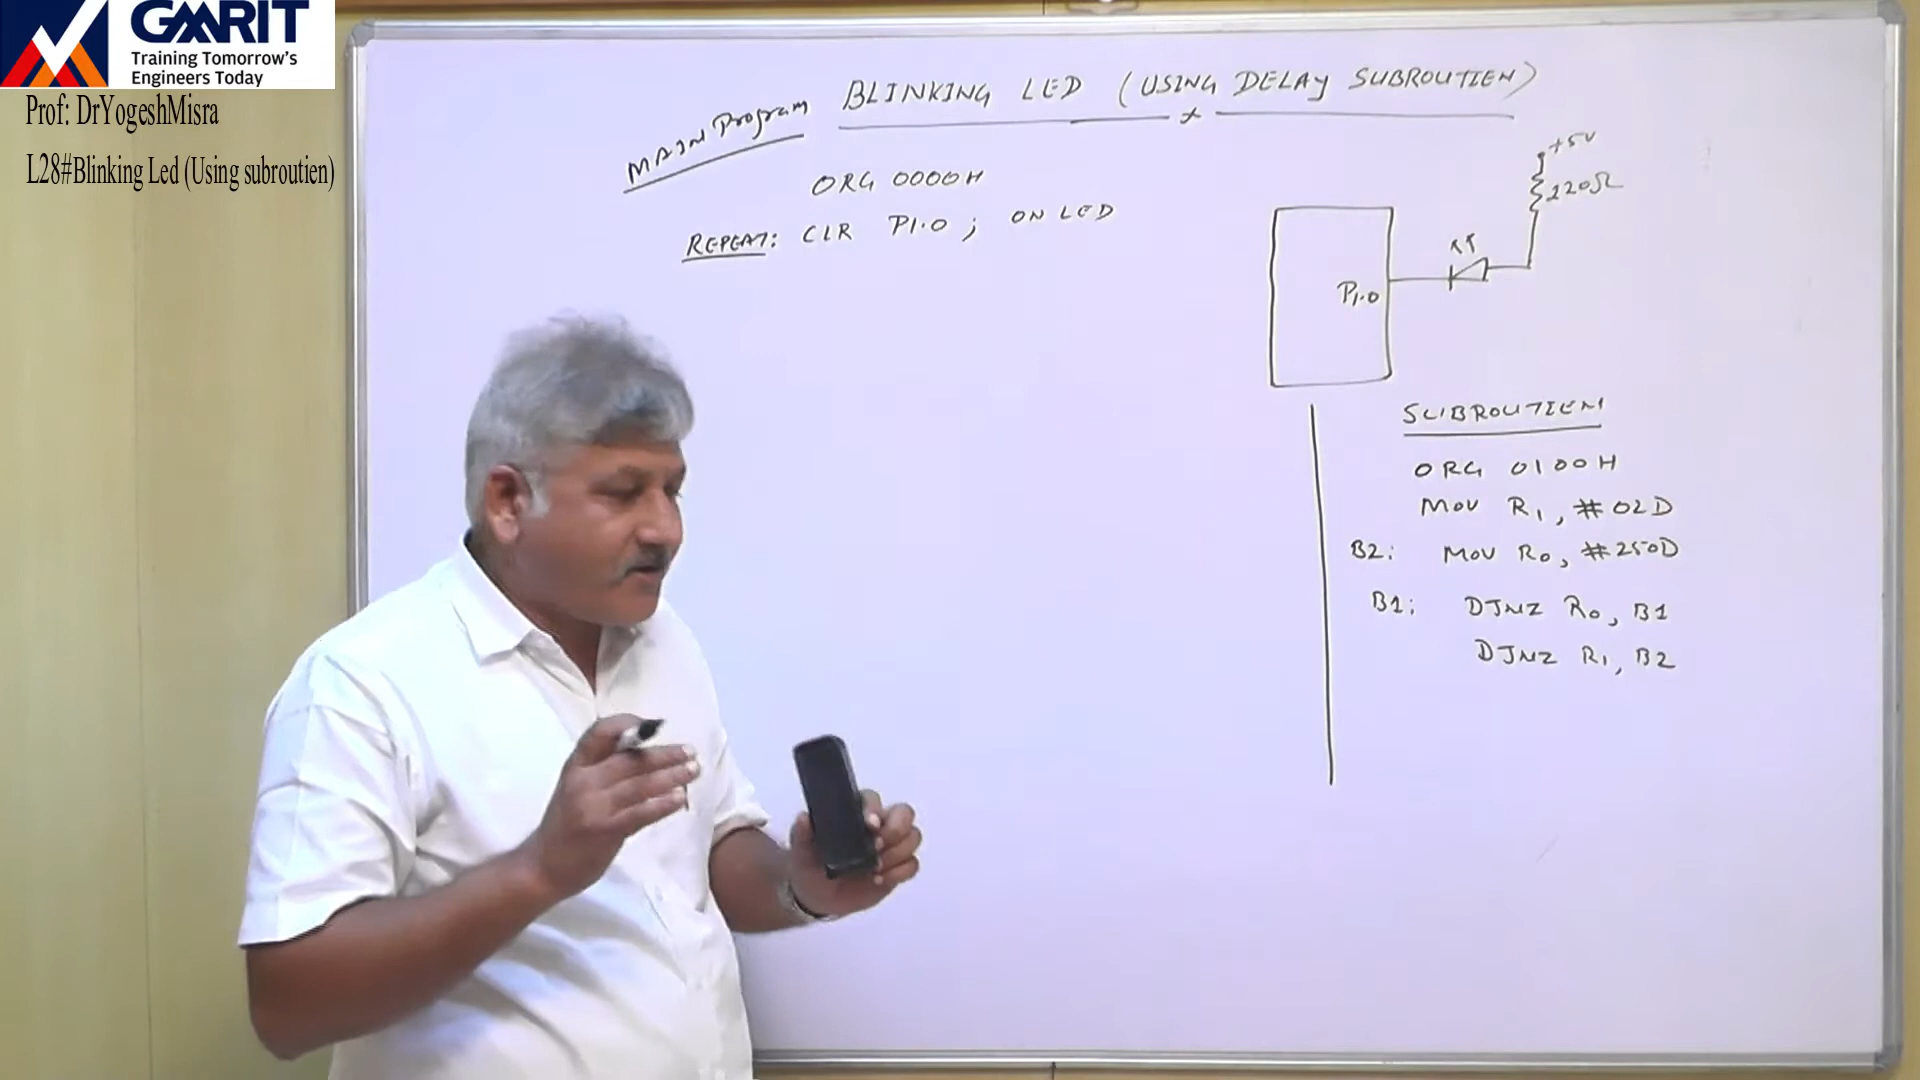 GMRIT
Training Tomorrow's
Engineers Today
Prof: DrYogeshMisra
L28#Blinking Led (Using subroutien)
BLINKING LED (USING DELAY SUBROUTIEN)
MAIN Program
ORG 0000H
REPEAT: CLR P1.0 ; ON LED
+5V
220Ω
P1.0
SUBROUTIEN
ORG 0100H
MOV R1, #02D
B2: MOV R0, #250D
B1: DJNZ R0, B1
DJNZ R1, B2